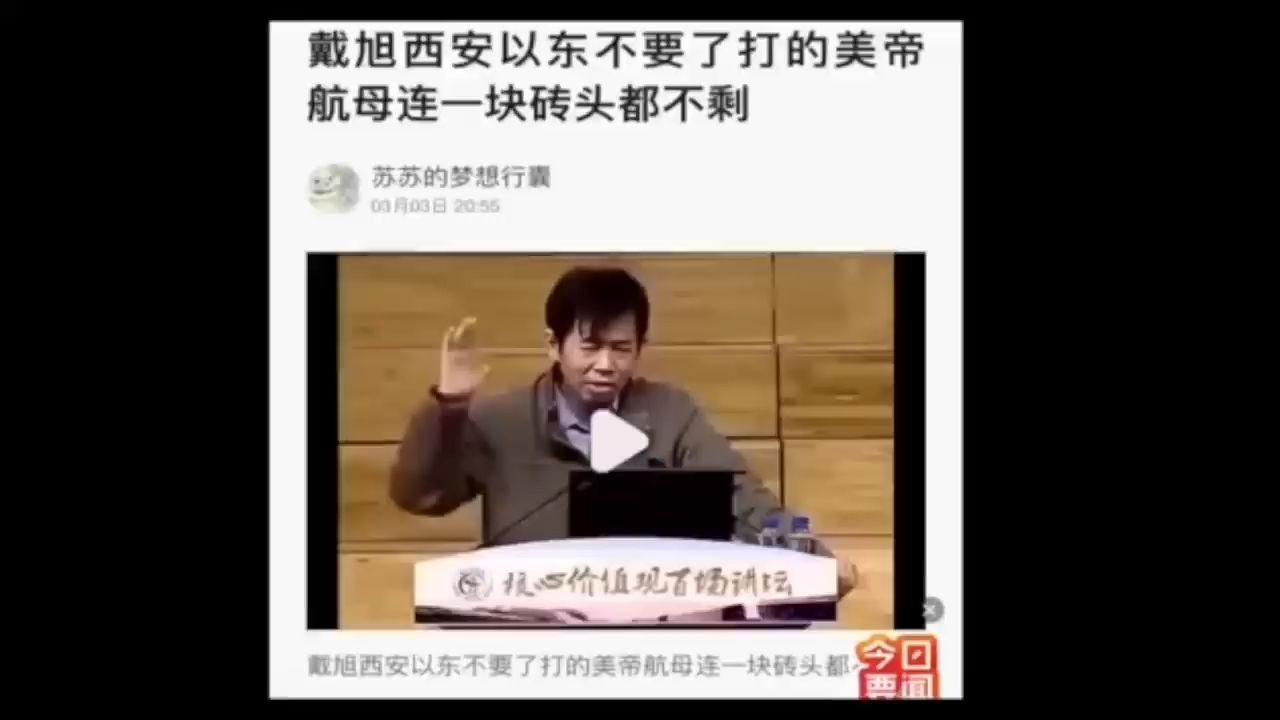 戴旭西安以东不要了打的美帝
航母连一块砖头都不剩
苏苏的梦想行囊
03月03日 20:55
核心价值观百场讲坛
戴旭西安以东不要了打的美帝航母连一块砖头都
今日
要闻